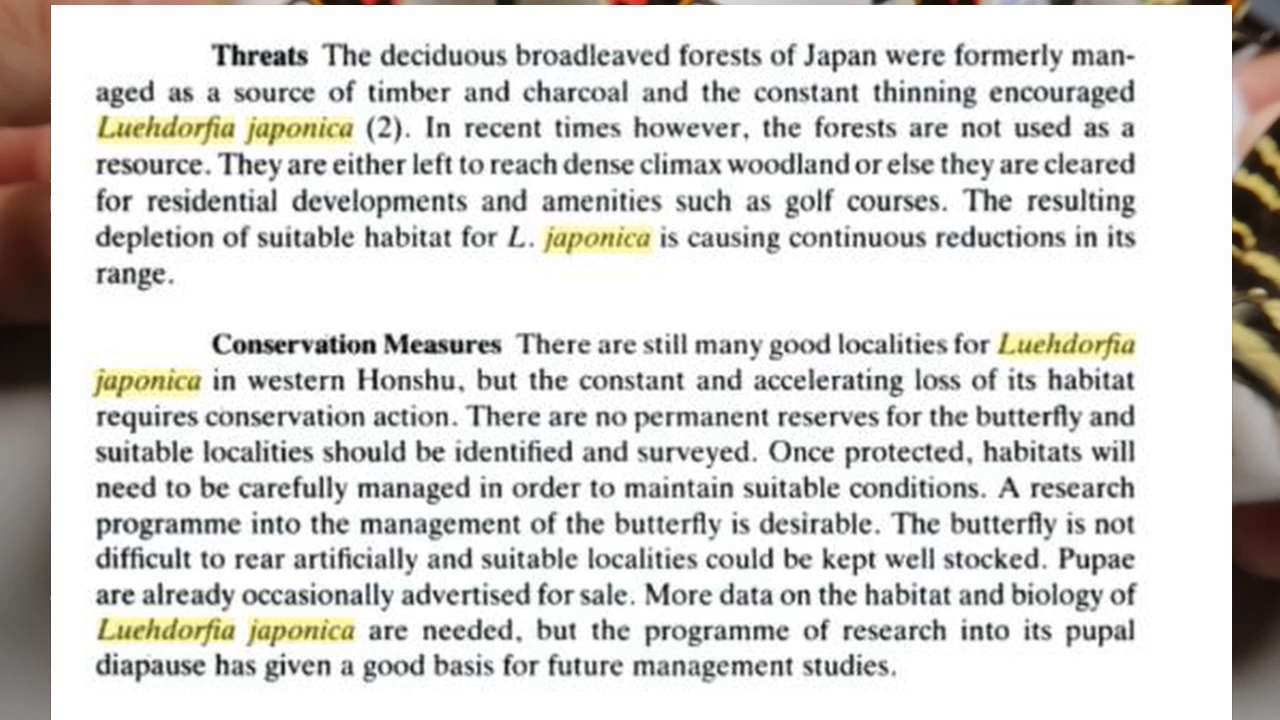 Threats The deciduous broadleaved forests of Japan were formerly man-
aged as a source of timber and charcoal and the constant thinning encouraged
Luehdorfia japonica (2). In recent times however, the forests are not used as a
resource. They are either left to reach dense climax woodland or else they are cleared
for residential developments and amenities such as golf courses. The resulting
depletion of suitable habitat for L. japonica is causing continuous reductions in its
range.
Conservation Measures There are still many good localities for Luehdorfia
japonica in western Honshu, but the constant and accelerating loss of its habitat
requires conservation action. There are no permanent reserves for the butterfly and
suitable localities should be identified and surveyed. Once protected, habitats will
need to be carefully managed in order to maintain suitable conditions. A research
programme into the management of the butterfly is desirable. The butterfly is not
difficult to rear artificially and suitable localities could be kept well stocked. Pupae
are already occasionally advertised for sale. More data on the habitat and biology of
Luehdorfia japonica are needed, but the programme of research into its pupal
diapause has given a good basis for future management studies.